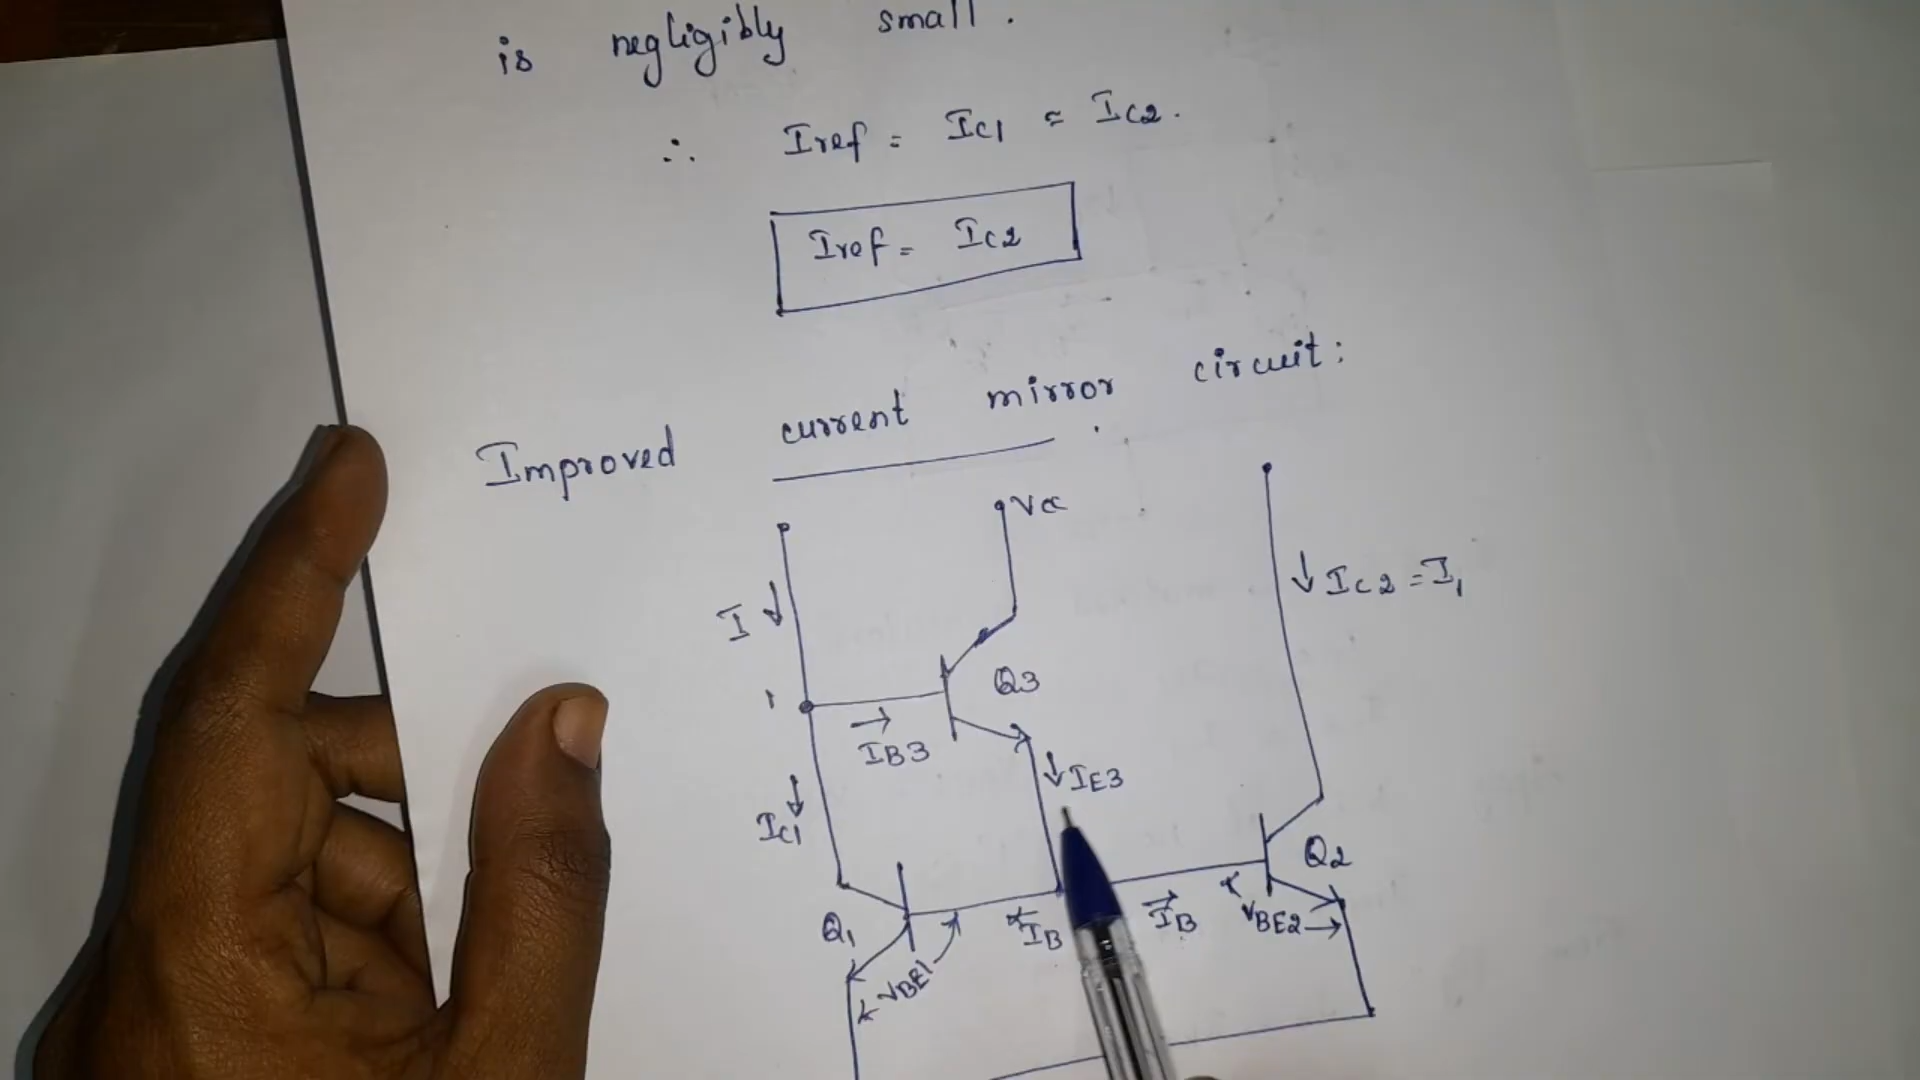 is negligibly small.
∴ Iref = IC1 = IC2.
Iref = IC2
Improved current mirror circuit:
VCC
I
IC2 = I1
Q3
IB3
IE3
IC1
Q2
Q1
IB
IB
VBE2
VBE1